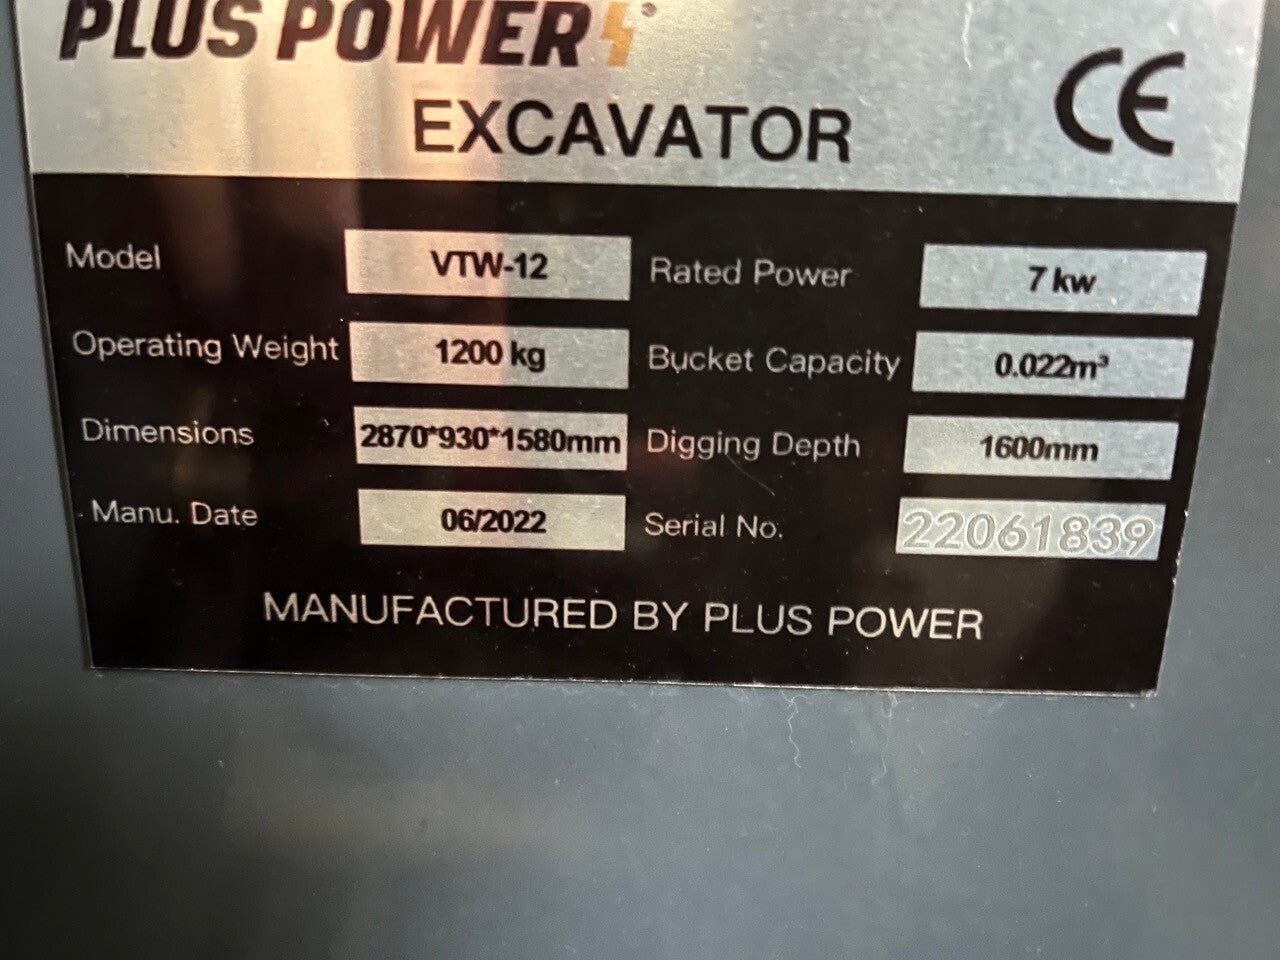 PLUS POWER
EXCAVATOR
CE
Model VTW-12 Rated Power 7 kw
Operating Weight 1200 kg Bucket Capacity 0.022m³
Dimensions 2870*930*1580mm Digging Depth 1600mm
Manu. Date 06/2022 Serial No. 22061839
MANUFACTURED BY PLUS POWER